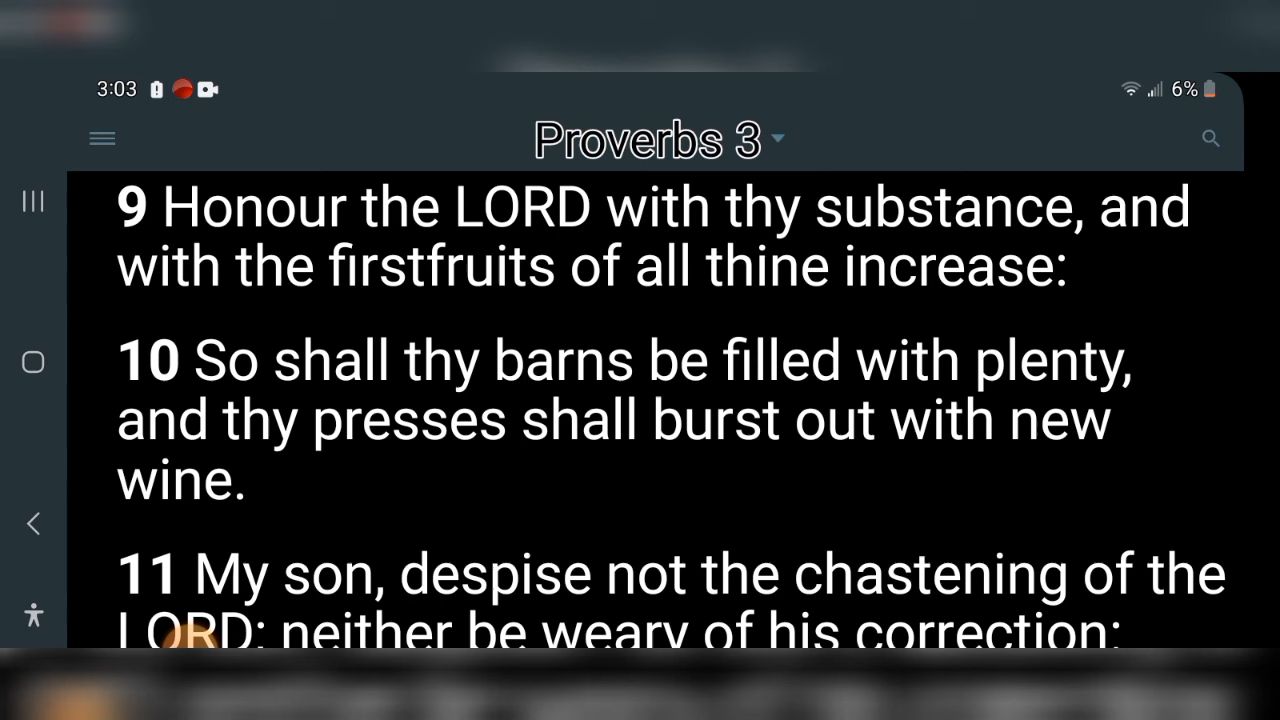 3:03 6%
Proverbs 3
9 Honour the LORD with thy substance, and
with the firstfruits of all thine increase:
10 So shall thy barns be filled with plenty,
and thy presses shall burst out with new
wine.
11 My son, despise not the chastening of the
LORD; neither be weary of his correction: